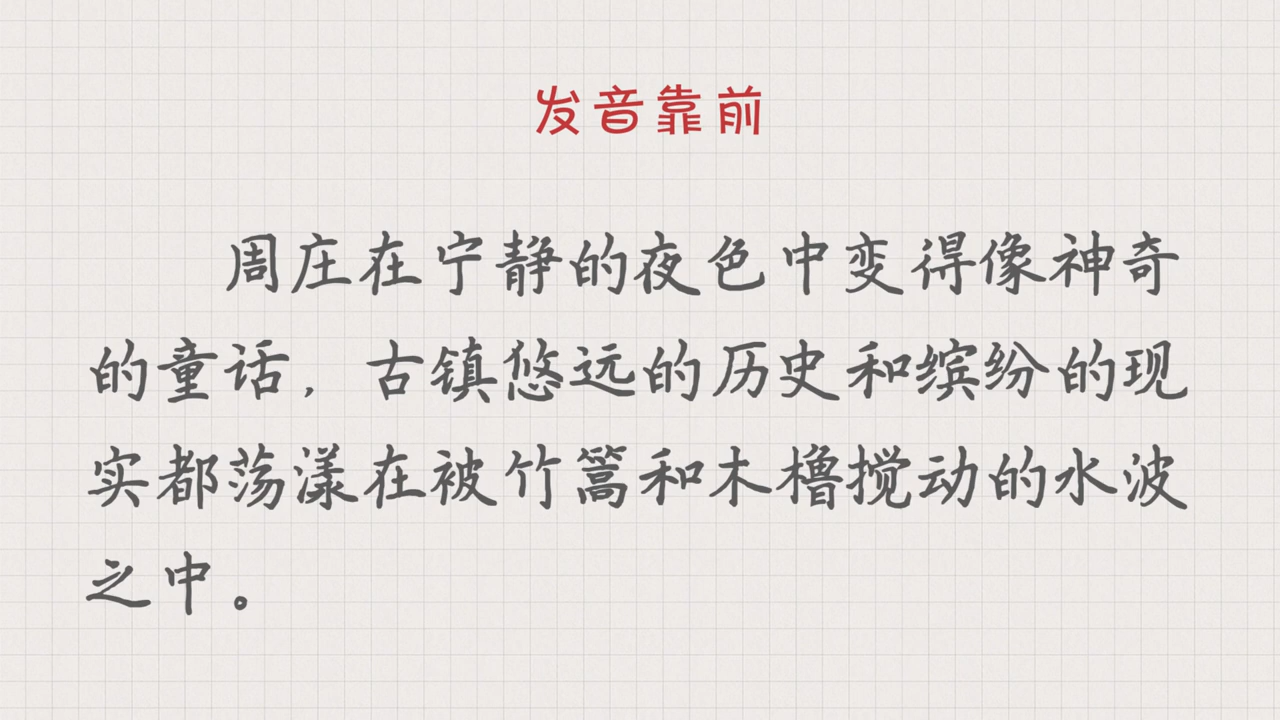 发音靠前
周庄在宁静的夜色中变得像神奇
的童话，古镇悠远的历史和缤纷的现
实都荡漾在被竹篙和木橹搅动的水波
之中。